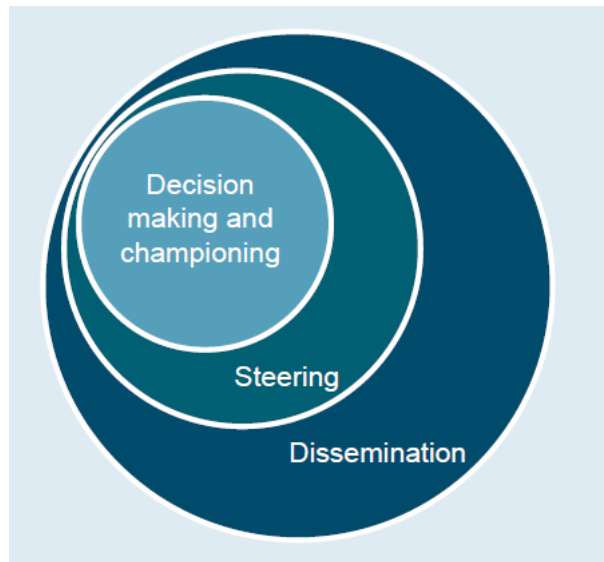 Decision
making and
championing
Steering
Dissemination